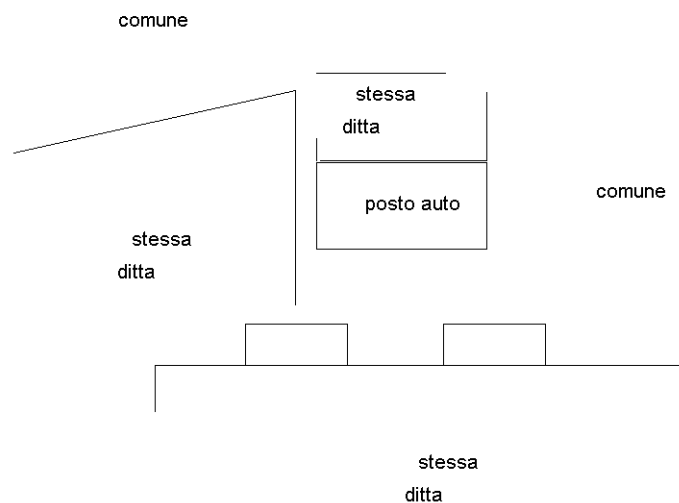 comune
stessa
ditta
posto auto
comune
stessa
ditta
stessa
ditta